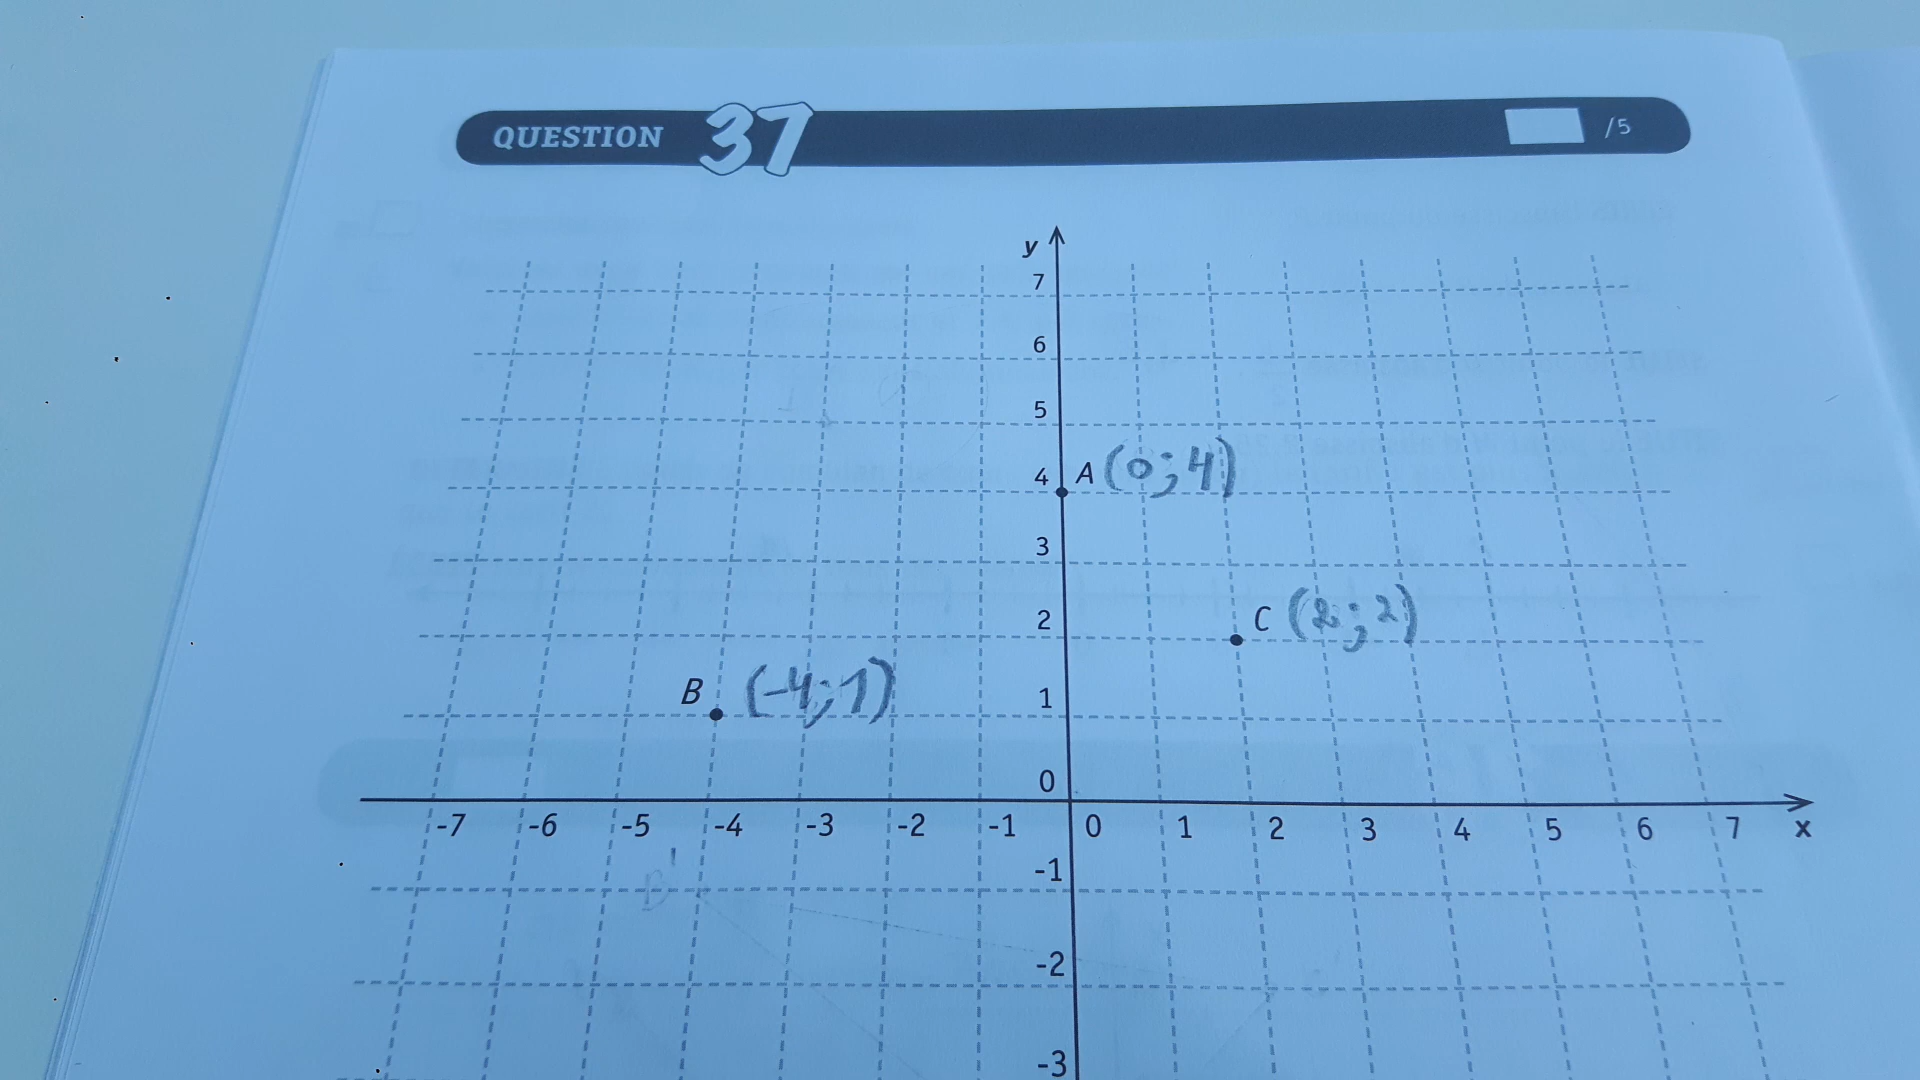 QUESTION 37 /5
y
7
6
5
4 A (0;4)
3
2 C (2;2)
B (-4;1) 1
0
-7 -6 -5 -4 -3 -2 -1 0 1 2 3 4 5 6 7 x
-1
-2
-3